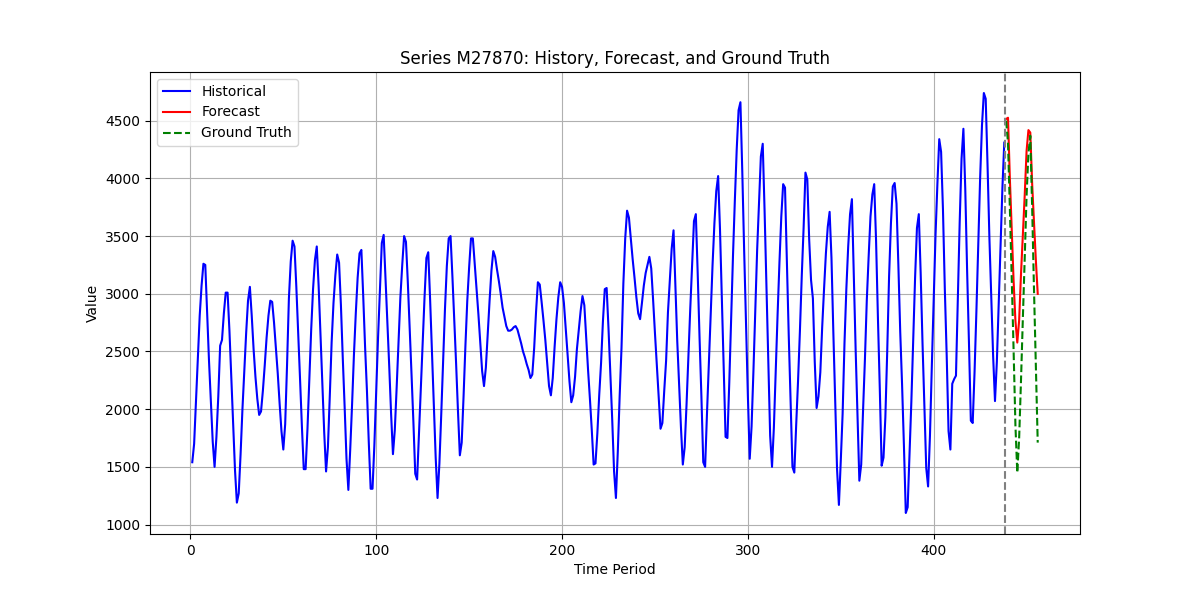 Series M27870: History, Forecast, and Ground Truth
Historical
Forecast
Ground Truth
4500
4000
3500
3000
2500
2000
1500
1000
Value
0 100 200 300 400
Time Period